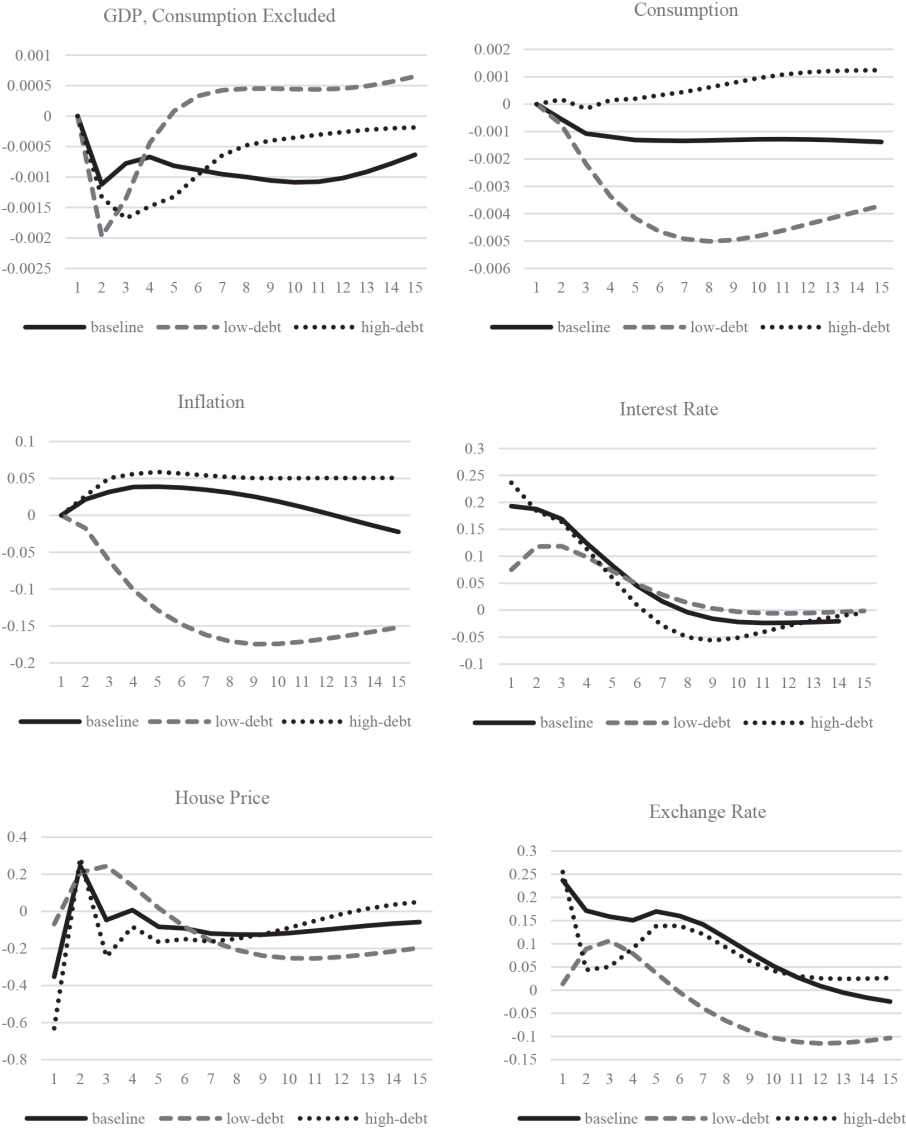 GDP, Consumption Excluded
0.001
0.0005
0
-0.0005
-0.001
-0.0015
-0.002
-0.0025
1 2 3 4 5 6 7 8 9 10 11 12 13 14 15
baseline low-debt high-debt
Consumption
0.002
0.001
0
-0.001
-0.002
-0.003
-0.004
-0.005
-0.006
1 2 3 4 5 6 7 8 9 10 11 12 13 14 15
baseline low-debt high-debt
Inflation
0.1
0.05
0
-0.05
-0.1
-0.15
-0.2
1 2 3 4 5 6 7 8 9 10 11 12 13 14 15
baseline low-debt high-debt
Interest Rate
0.3
0.25
0.2
0.15
0.1
0.05
0
-0.05
-0.1
1 2 3 4 5 6 7 8 9 10 11 12 13 14 15
baseline low-debt high-debt
House Price
0.4
0.2
0
-0.2
-0.4
-0.6
-0.8
1 2 3 4 5 6 7 8 9 10 11 12 13 14 15
baseline low-debt high-debt
Exchange Rate
0.3
0.25
0.2
0.15
0.1
0.05
0
-0.05
-0.1
-0.15
1 2 3 4 5 6 7 8 9 10 11 12 13 14 15
baseline low-debt high-debt